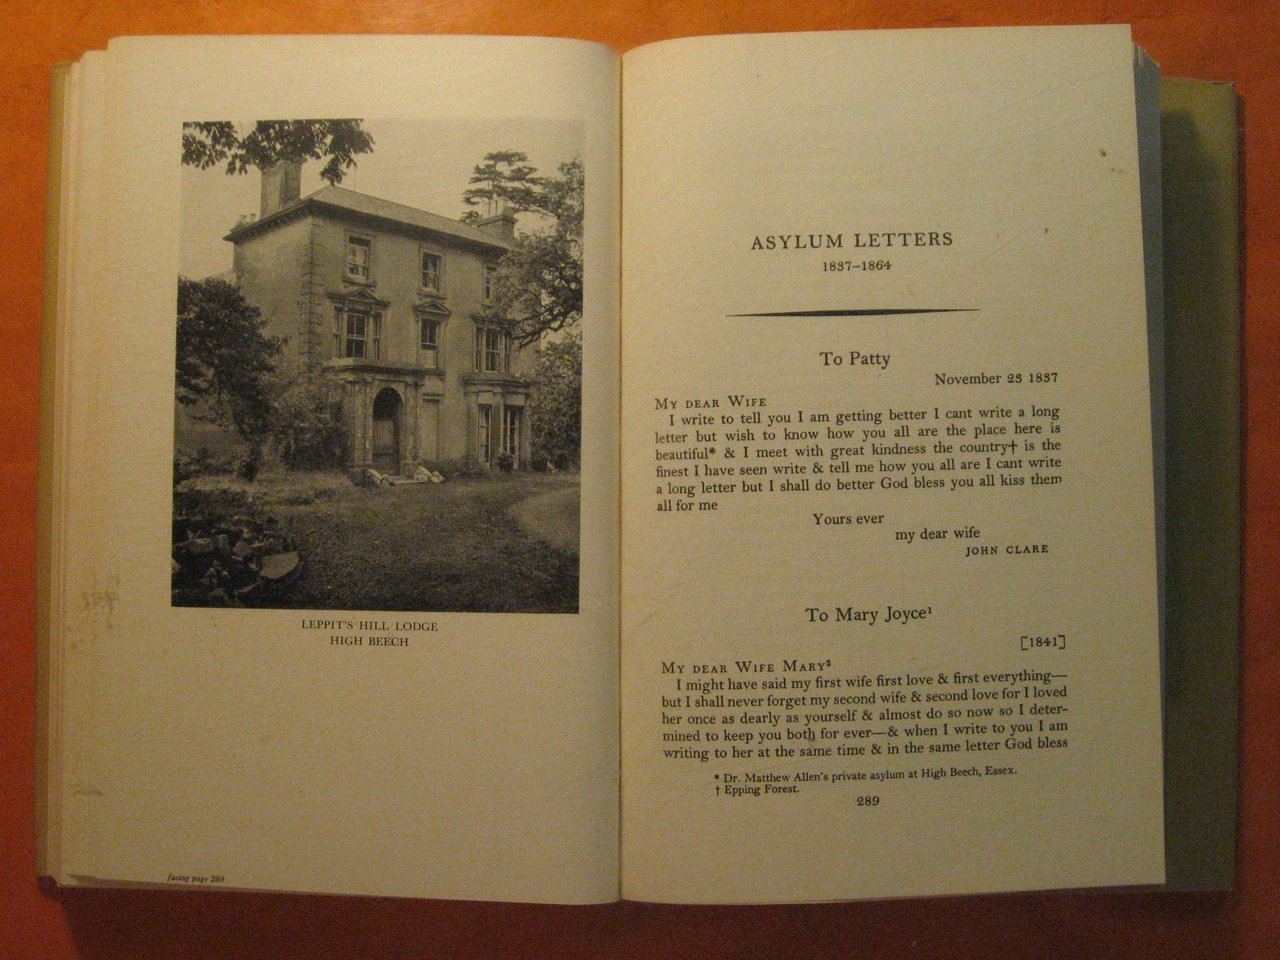 LEPPIT'S HILL LODGE
HIGH BEECH
facing page 289
ASYLUM LETTERS
1837–1864
To Patty
November 23 1837
MY DEAR WIFE
I write to tell you I am getting better I cant write a long
letter but wish to know how you all are the place here is
beautiful* & I meet with great kindness the country† is the
finest I have seen write & tell me how you all are I cant write
a long letter but I shall do better God bless you all kiss them
all for me
Yours ever
my dear wife
JOHN CLARE
To Mary Joyce¹
[1841]
MY DEAR WIFE MARY²
I might have said my first wife first love & first everything—
but I shall never forget my second wife & second love for I loved
her once as dearly as yourself & almost do so now so I deter-
mined to keep you both for ever—& when I write to you I am
writing to her at the same time & in the same letter God bless
* Dr. Matthew Allen's private asylum at High Beech, Essex.
† Epping Forest.
289